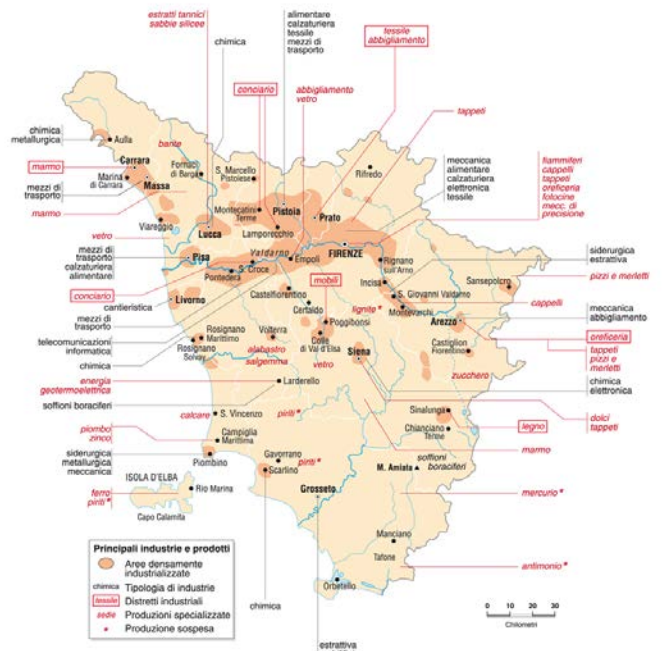 estratti tannici
sabbie silicee
chimica
alimentare
calzaturiera
tessile
mezzi di
trasporto
tessile
abbigliamento
conciario
abbigliamento
vetro
tappeti
chimica
metallurgica
Aulla
bante
Carrara
marmo
Marina
di Carrara
Massa
Fornaci
di Barga
S. Marcello
Pistoiese
Rifredo
meccanica
alimentare
calzaturiera
elettronica
tessile
fiammiferi
cappelli
tappeti
oreficeria
fotocine
mecc. di
precisione
mezzi di
trasporto
marmo
Montecatini
Terme
Pistoia
Prato
Viareggio
Lucca
Lamporecchio
vetro
FIRENZE
mezzi di
trasporto
calzaturiera
alimentare
Pisa
Valdarno
Empoli
Rignano
sull'Arno
siderurgica
estrattiva
Pontedera
S. Croce
pizzi e merletti
conciario
Castelfiorentino
mobili
Incisa
S. Giovanni Valdarno
Sansepolcro
cantieristica
Livorno
Certaldo
lignite *
Montevarchi
cappelli
mezzi di
trasporto
Poggibonsi
Arezzo
meccanica
abbigliamento
telecomunicazioni
informatica
Rosignano
Marittimo
Volterra
Colle
di Val d'Elsa
oreficeria
Rosignano
Solvay
alabastro
salgemma
Siena
Castiglion
Fiorentino
tappeti
pizzi e
merletti
chimica
vetro
zucchero
chimica
elettronica
energia
geotermoelettrica
Larderello
soffioni boraciferi
calcare
S. Vincenzo
piriti *
Sinalunga
dolci
tappeti
piombo
zinco
Campiglia
Marittima
Chianciano
Terme
legno
marmo
siderurgica
metallurgica
meccanica
Piombino
Gavorrano
piriti *
Scarlino
soffioni
boraciferi
M. Amiata
ISOLA D'ELBA
ferro
piriti *
Rio Marina
Grosseto
mercurio *
Capo Calamita
Manciano
Tafone
antimonio *
Orbetello
chimica
estrattiva
Principali industrie e prodotti
Aree densamente
industrializzate
chimica Tipologia di industrie
tessile Distretti industriali
sedie Produzioni specializzate
* Produzione sospesa
0 10 20 30
Chilometri